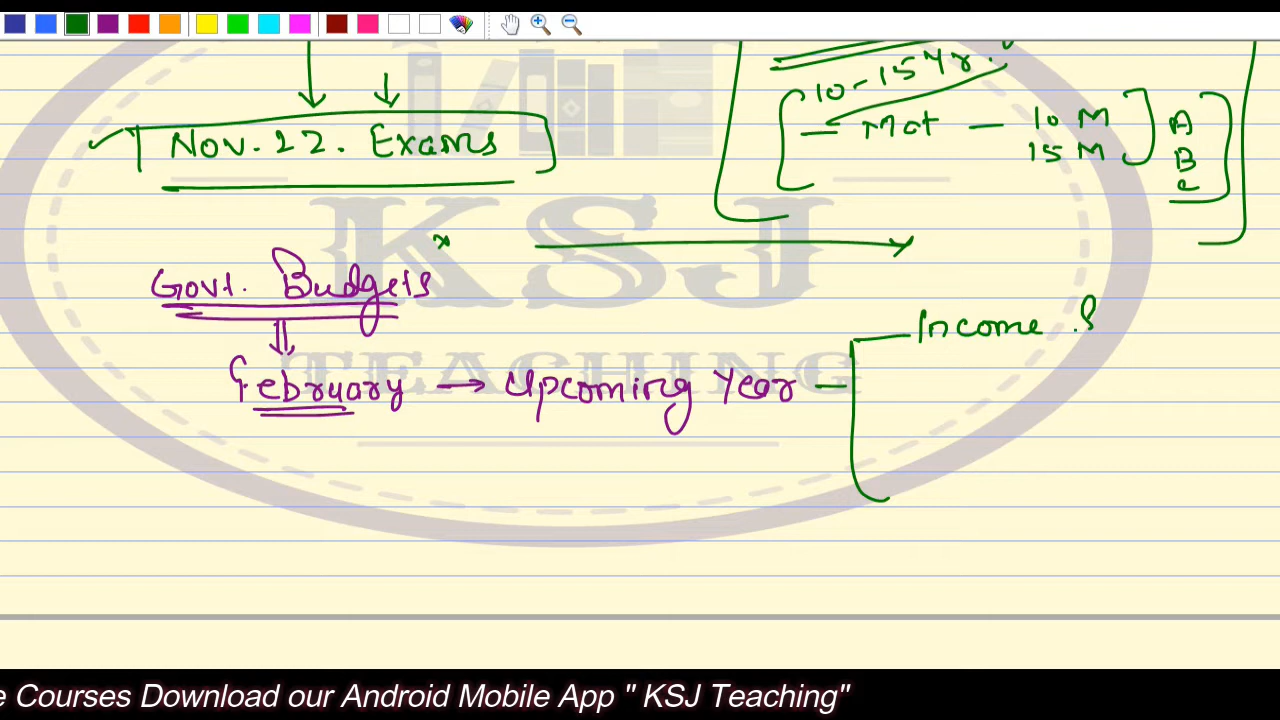 10-15 Yr.
Nov. 22. Exams
Mat — 10 M
15 M
A
B
C
KSJ
TEACHING
Govt. Budgets
February → Upcoming Year —
Income &
e Courses Download our Android Mobile App " KSJ Teaching"